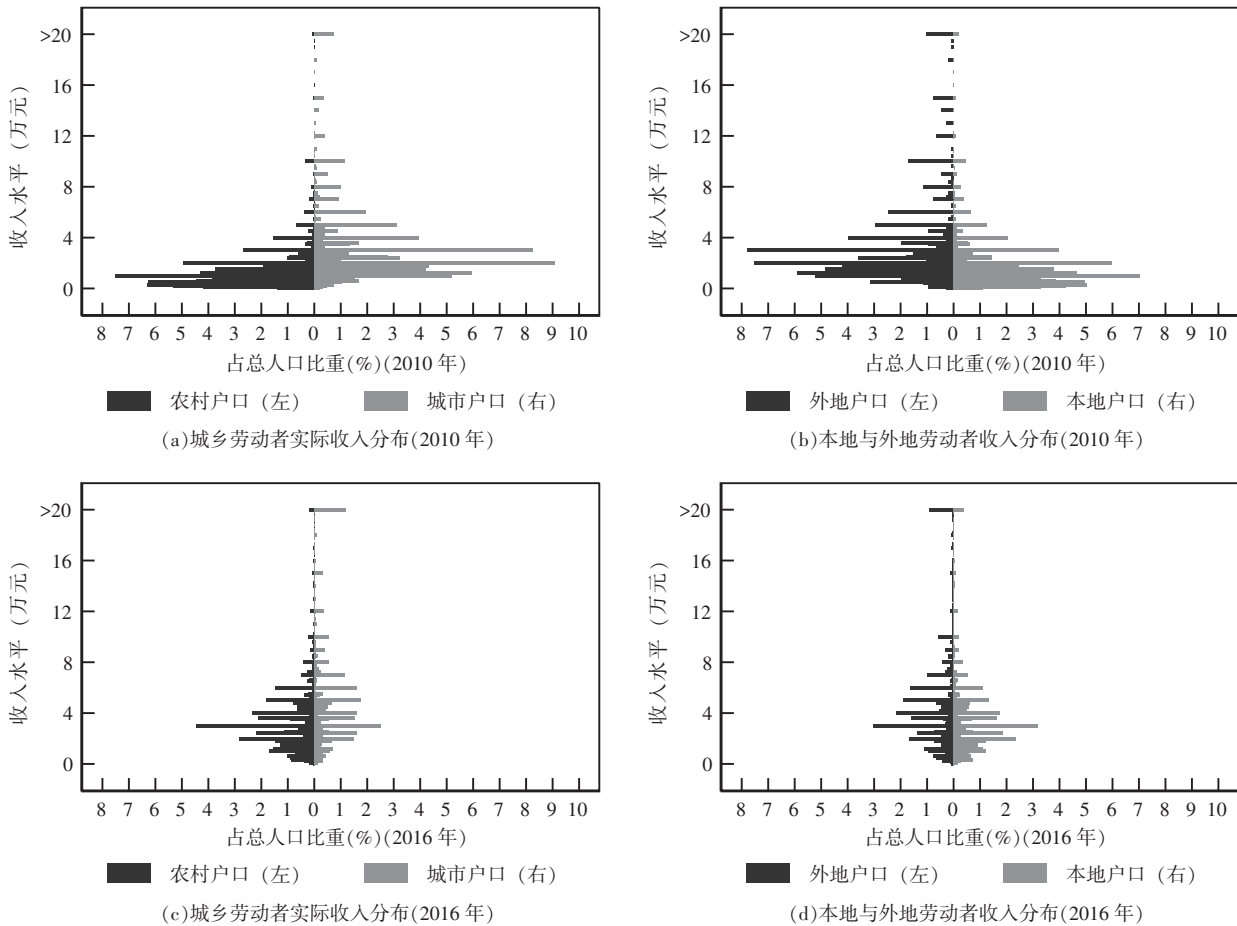 >20
16
12
8
4
0
收入水平 (万元)
8 7 6 5 4 3 2 1 0 1 2 3 4 5 6 7 8 9 10
占总人口比重(%)(2010 年)
农村户口 (左) 城市户口 (右)
(a)城乡劳动者实际收入分布(2010 年)
>20
16
12
8
4
0
收入水平 (万元)
8 7 6 5 4 3 2 1 0 1 2 3 4 5 6 7 8 9 10
占总人口比重(%)(2010 年)
外地户口 (左) 本地户口 (右)
(b)本地与外地劳动者收入分布(2010 年)
>20
16
12
8
4
0
收入水平 (万元)
8 7 6 5 4 3 2 1 0 1 2 3 4 5 6 7 8 9 10
占总人口比重(%)(2016 年)
农村户口 (左) 城市户口 (右)
(c)城乡劳动者实际收入分布(2016 年)
>20
16
12
8
4
0
收入水平 (万元)
8 7 6 5 4 3 2 1 0 1 2 3 4 5 6 7 8 9 10
占总人口比重(%)(2016 年)
外地户口 (左) 本地户口 (右)
(d)本地与外地劳动者收入分布(2016 年)